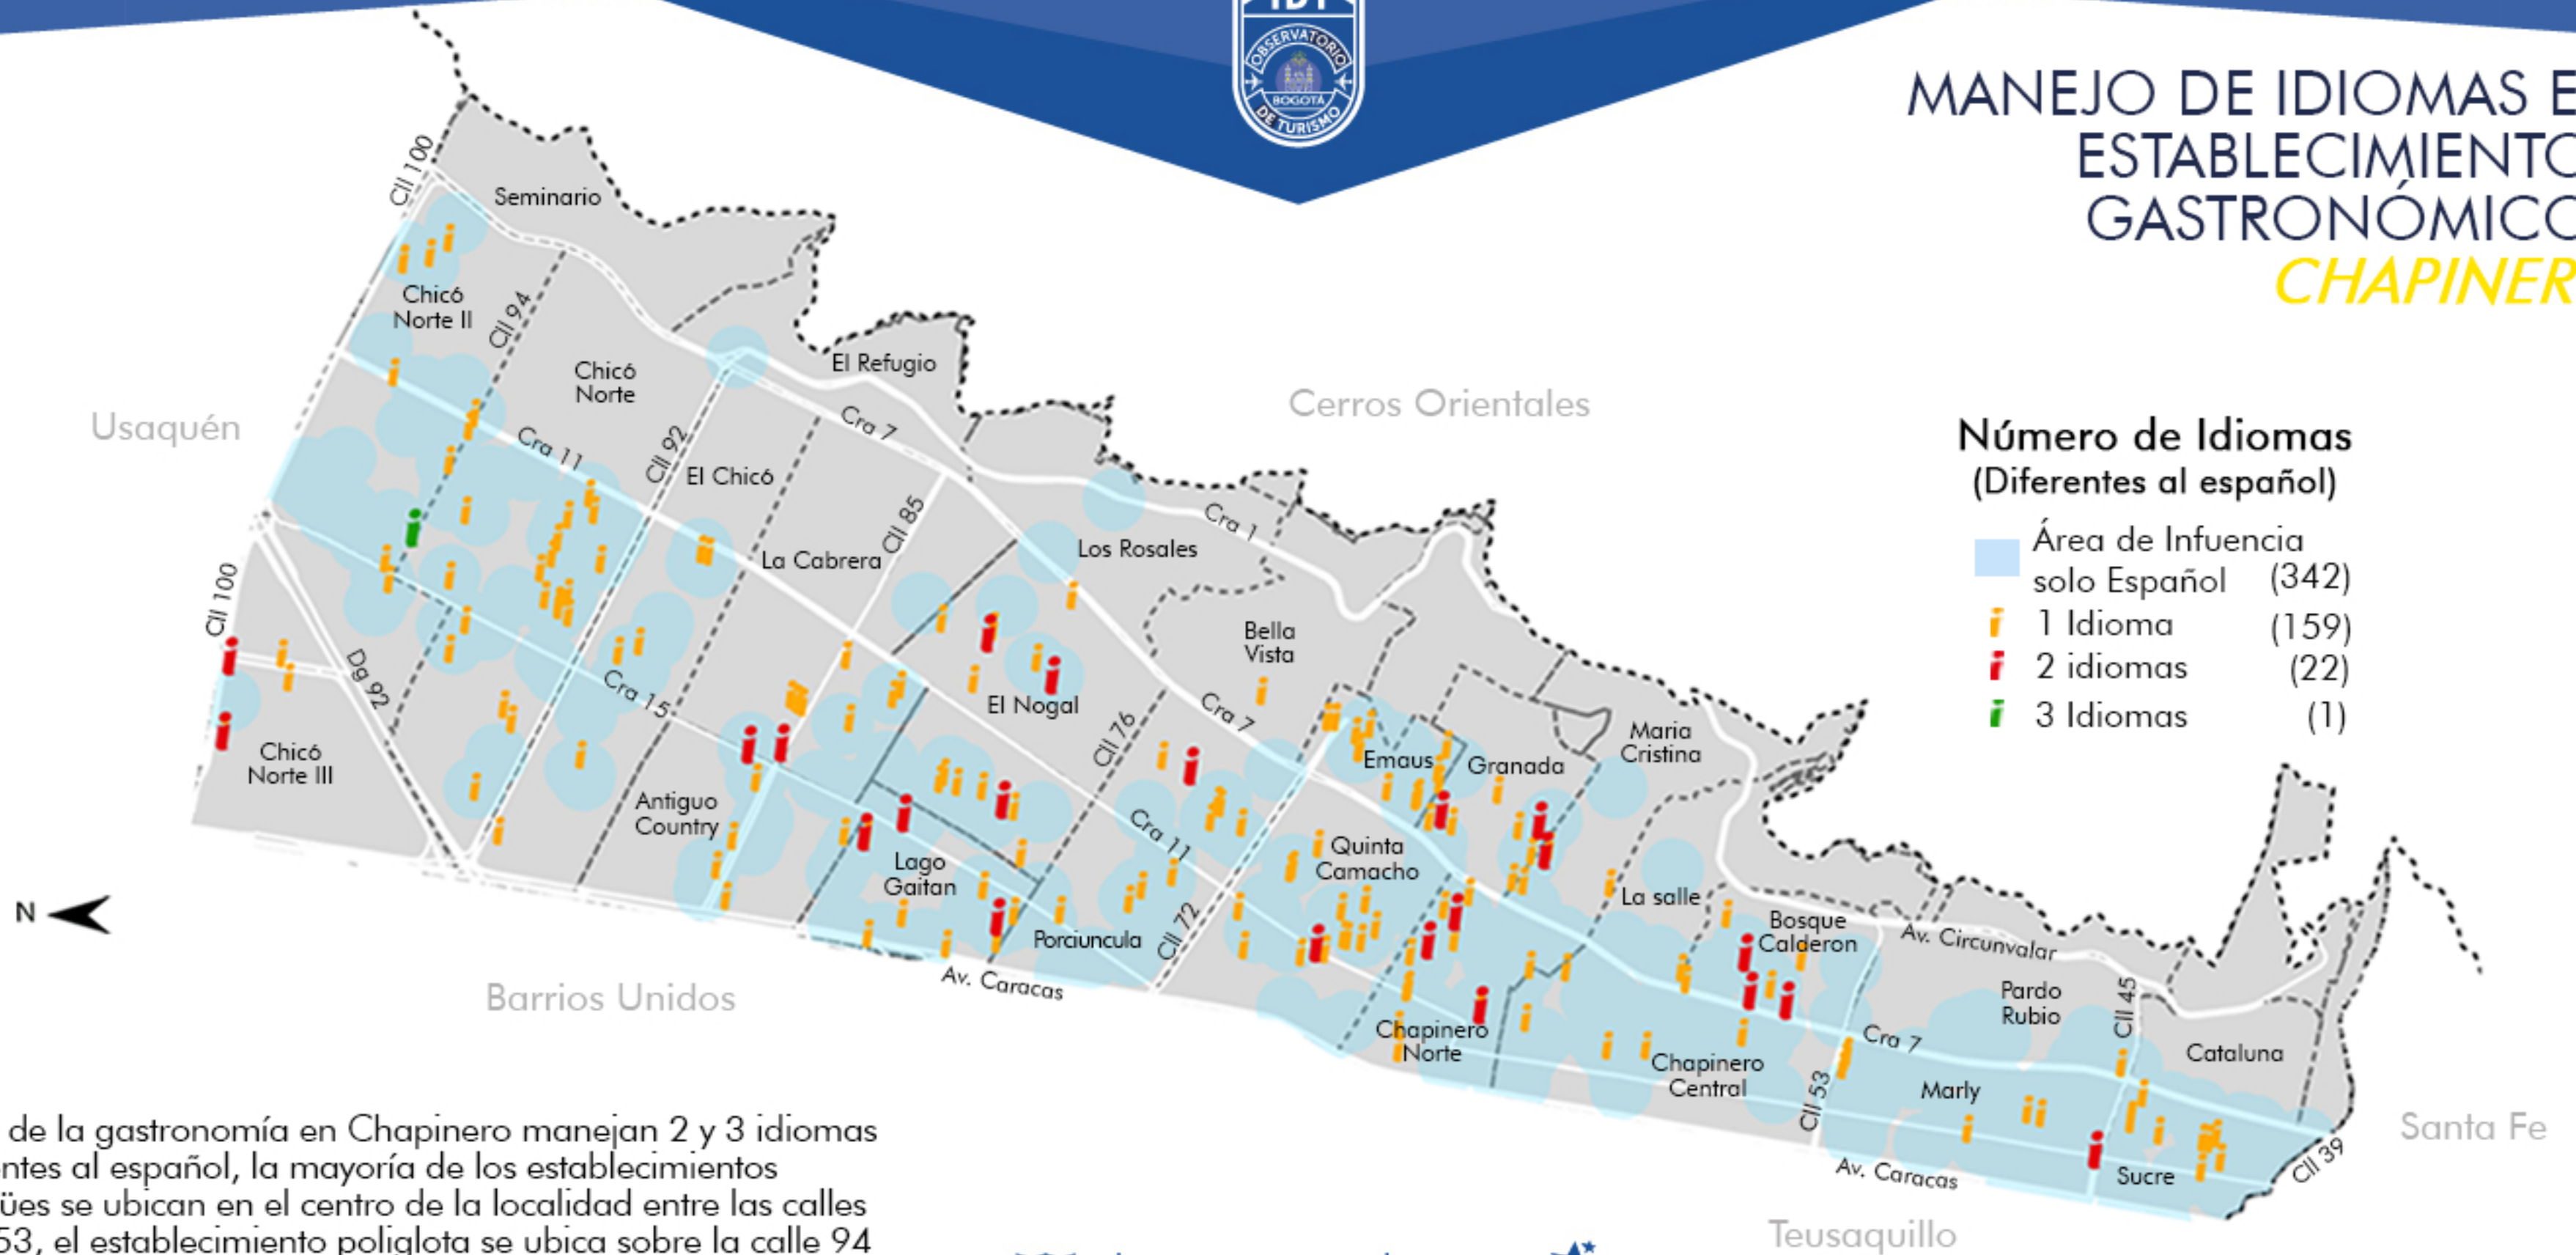 IDT
OBSERVATORIO
BOGOTÁ
DE TURISMO
MANEJO DE IDIOMAS E
ESTABLECIMIENTO
GASTRONÓMICO
CHAPINER
Cll 100
Seminario
Chicó
Norte II
Cll 94
Chicó
Norte
El Refugio
Cra 7
Usaquén
Cerros Orientales
Cra 11
Cll 92
El Chicó
Cll 85
La Cabrera
Los Rosales
Cra 1
Número de Idiomas
(Diferentes al español)
Área de Infuencia
solo Español (342)
1 Idioma (159)
2 idiomas (22)
3 Idiomas (1)
Cll 100
Dg 92
Cra 15
El Nogal
Bella
Vista
Cll 76
Cra 7
Chicó
Norte III
Antiguo
Country
Lago
Gaitan
Cra 11
Emaus
Granada
Maria
Cristina
Quinta
Camacho
La salle
N
Porciuncula
Cll 72
Bosque
Calderon
Av. Circunvalar
Barrios Unidos
Av. Caracas
Pardo
Rubio
Cll 45
Chapinero
Norte
Chapinero
Central
Cra 7
Cataluna
Cll 53
Marly
Santa Fe
Av. Caracas
Sucre
Cll 39
Teusaquillo
de la gastronomía en Chapinero manejan 2 y 3 idiomas
ntes al español, la mayoría de los establecimientos
ües se ubican en el centro de la localidad entre las calles
53, el establecimiento poliglota se ubica sobre la calle 94